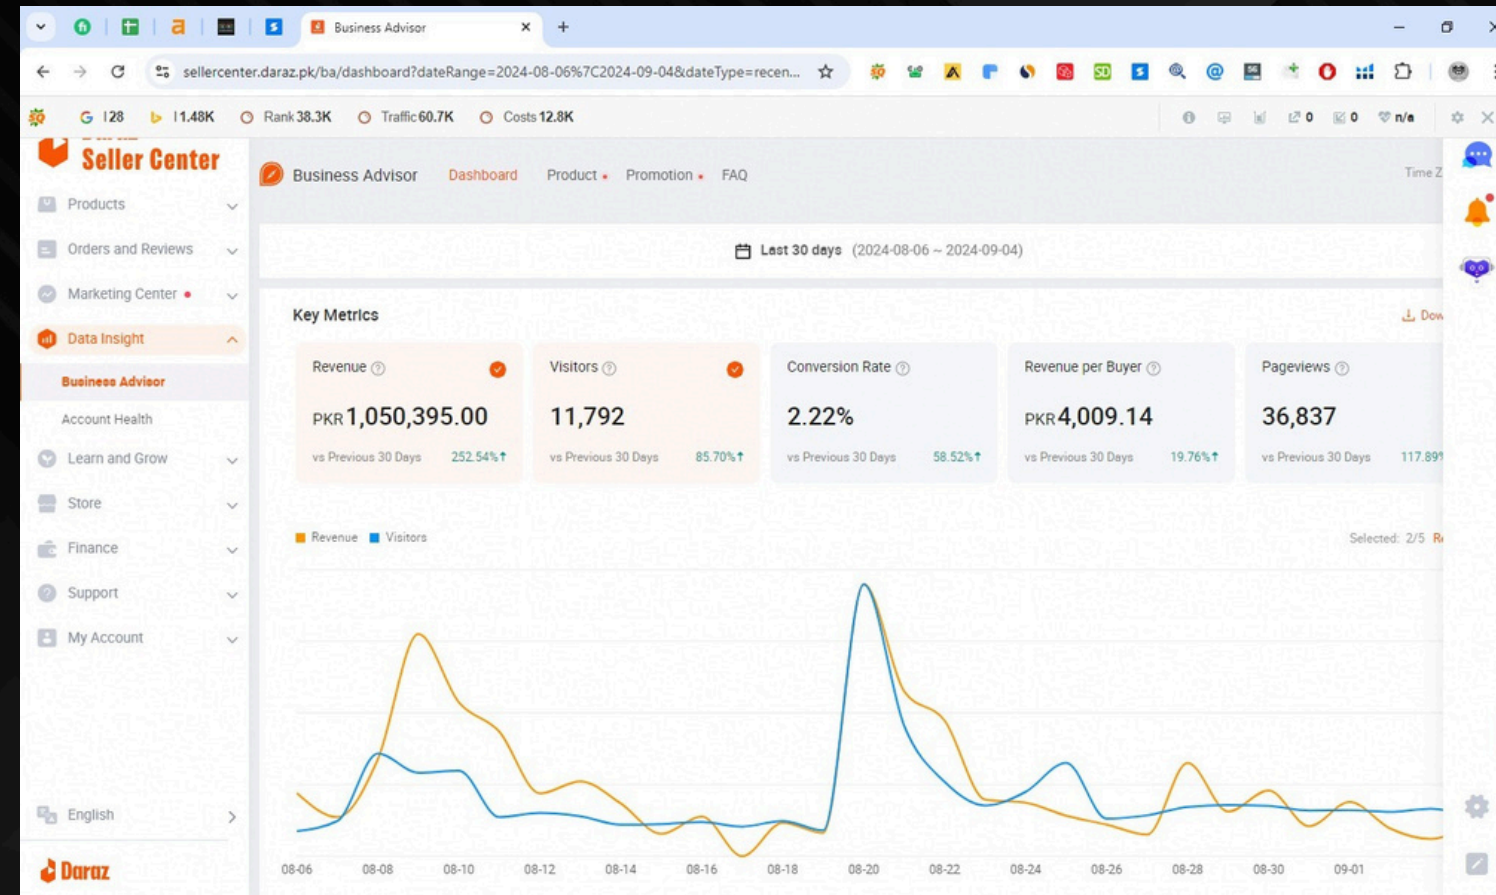 Business Advisor
sellercenter.daraz.pk/ba/dashboard?dateRange=2024-08-06%7C2024-09-04&dateType=recen...
I 28
I 1.48K
Rank 38.3K
Traffic 60.7K
Costs 12.8K
0
0
n/a
Seller Center
Products
Orders and Reviews
Marketing Center
Data Insight
Business Advisor
Account Health
Learn and Grow
Store
Finance
Support
My Account
English
Daraz
Business Advisor
Dashboard
Product
Promotion
FAQ
Time Z
Last 30 days (2024-08-06 ~ 2024-09-04)
Key Metrics
Dow
Revenue
PKR 1,050,395.00
vs Previous 30 Days 252.54%↑
Visitors
11,792
vs Previous 30 Days 85.70%↑
Conversion Rate
2.22%
vs Previous 30 Days 58.52%↑
Revenue per Buyer
PKR 4,009.14
vs Previous 30 Days 19.76%↑
Pageviews
36,837
vs Previous 30 Days 117.89%
Revenue Visitors
Selected: 2/5 Re
08-06 08-08 08-10 08-12 08-14 08-16 08-18 08-20 08-22 08-24 08-26 08-28 08-30 09-01